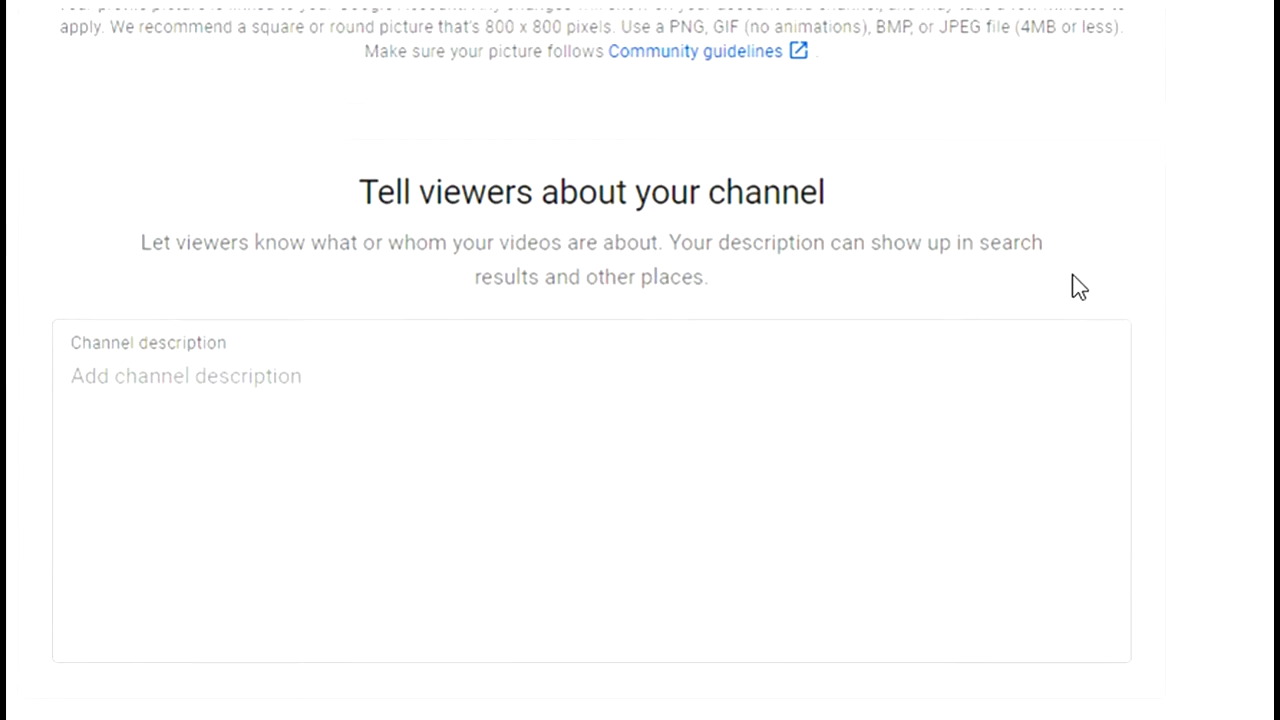 apply. We recommend a square or round picture that's 800 x 800 pixels. Use a PNG, GIF (no animations), BMP, or JPEG file (4MB or less).
Make sure your picture follows Community guidelines .
Tell viewers about your channel
Let viewers know what or whom your videos are about. Your description can show up in search
results and other places.
Channel description
Add channel description